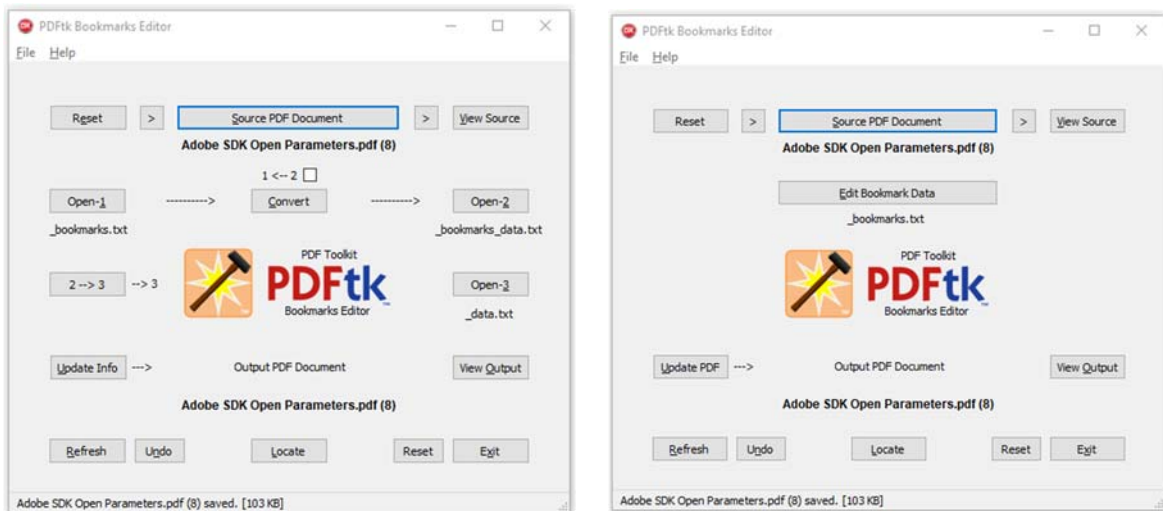 PDFtk Bookmarks Editor
File Help
Reset > Source PDF Document > View Source
Adobe SDK Open Parameters.pdf (8)
1 <-- 2
Open-1 ----------> Convert ----------> Open-2
_bookmarks.txt _bookmarks_data.txt
PDF Toolkit
2 --> 3 --> 3 PDFtk Open-3
TM
Bookmarks Editor _data.txt
Update Info ---> Output PDF Document View Output
Adobe SDK Open Parameters.pdf (8)
Refresh Undo Locate Reset Exit
Adobe SDK Open Parameters.pdf (8) saved. [103 KB]
PDFtk Bookmarks Editor
File Help
Reset > Source PDF Document > View Source
Adobe SDK Open Parameters.pdf (8)
Edit Bookmark Data
_bookmarks.txt
PDF Toolkit
PDFtk
TM
Bookmarks Editor
Update PDF ---> Output PDF Document View Output
Adobe SDK Open Parameters.pdf (8)
Refresh Undo Locate Reset Exit
Adobe SDK Open Parameters.pdf (8) saved. [103 KB]